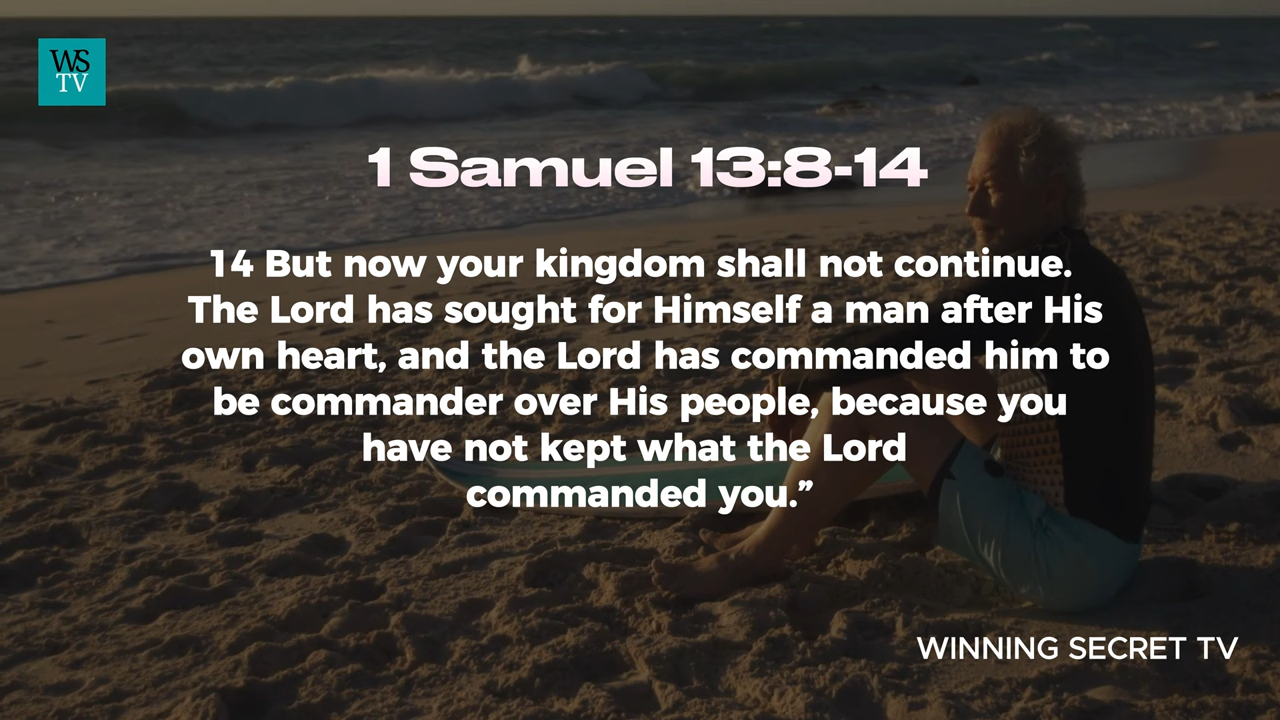 WS
TV
1 Samuel 13:8-14
14 But now your kingdom shall not continue.
The Lord has sought for Himself a man after His
own heart, and the Lord has commanded him to
be commander over His people, because you
have not kept what the Lord
commanded you.”
WINNING SECRET TV